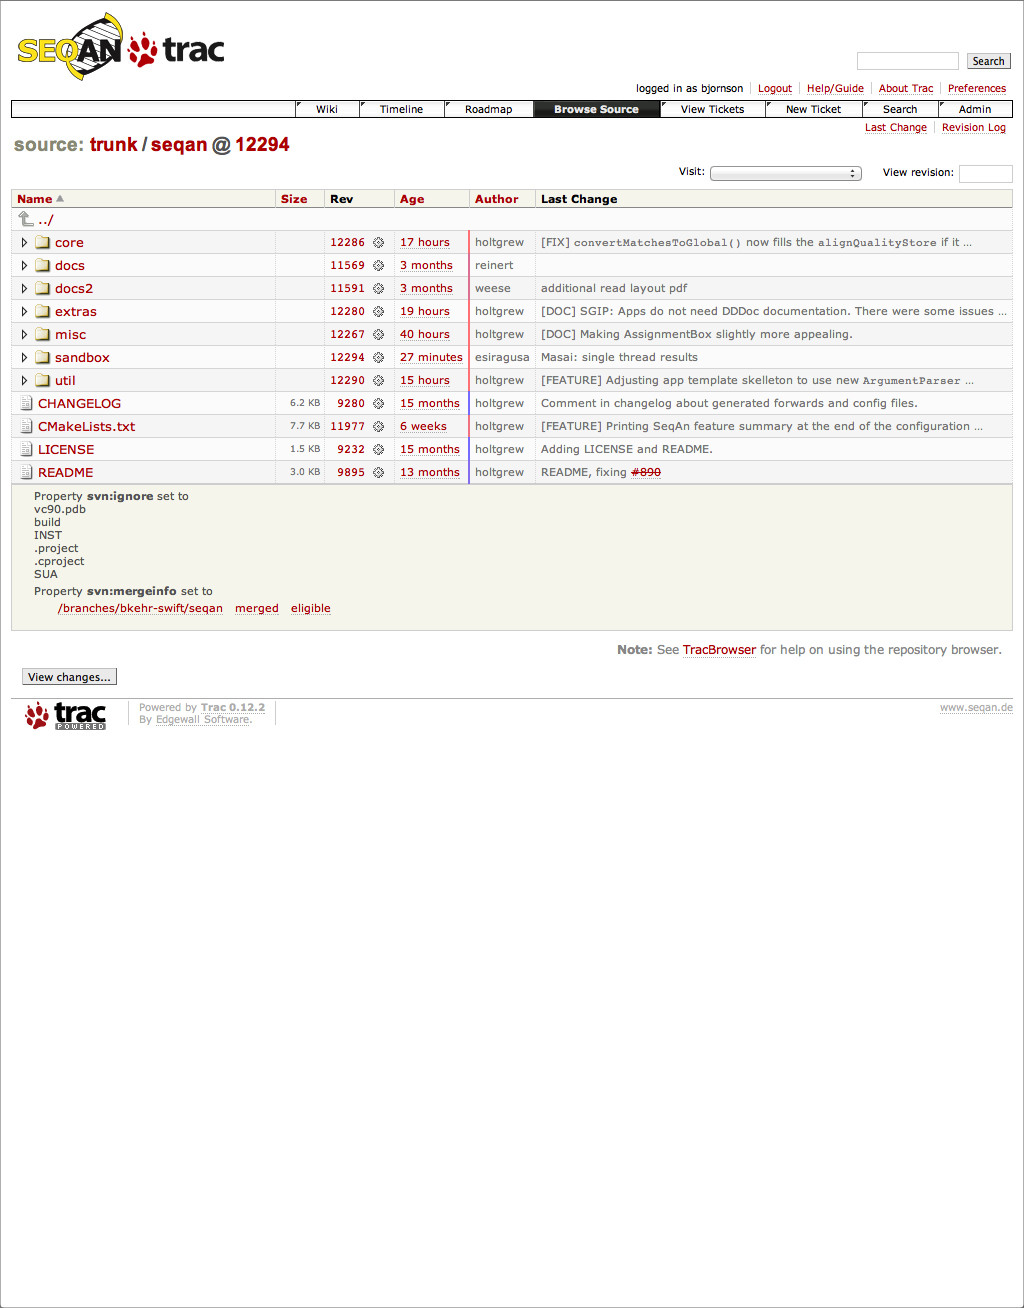 SEQAN trac
Search
logged in as bjornson Logout Help/Guide About Trac Preferences
Wiki Timeline Roadmap Browse Source View Tickets New Ticket Search Admin
Last Change Revision Log
source: trunk / seqan @ 12294
Visit: View revision:
Name Size Rev Age Author Last Change
../
core 12286 17 hours holtgrew [FIX] convertMatchesToGlobal() now fills the alignQualityStore if it ...
docs 11569 3 months reinert
docs2 11591 3 months weese additional read layout pdf
extras 12280 19 hours holtgrew [DOC] SGIP: Apps do not need DDDoc documentation. There were some issues ...
misc 12267 40 hours holtgrew [DOC] Making AssignmentBox slightly more appealing.
sandbox 12294 27 minutes esiragusa Masai: single thread results
util 12290 15 hours holtgrew [FEATURE] Adjusting app template skelleton to use new ArgumentParser ...
CHANGELOG 6.2 KB 9280 15 months holtgrew Comment in changelog about generated forwards and config files.
CMakeLists.txt 7.7 KB 11977 6 weeks holtgrew [FEATURE] Printing SeqAn feature summary at the end of the configuration ...
LICENSE 1.5 KB 9232 15 months holtgrew Adding LICENSE and README.
README 3.0 KB 9895 13 months holtgrew README, fixing #890
Property svn:ignore set to
vc90.pdb
build
INST
.project
.cproject
SUA
Property svn:mergeinfo set to
/branches/bkehr-swift/seqan merged eligible
Note: See TracBrowser for help on using the repository browser.
View changes...
trac POWERED
Powered by Trac 0.12.2
By Edgewall Software.
www.seqan.de